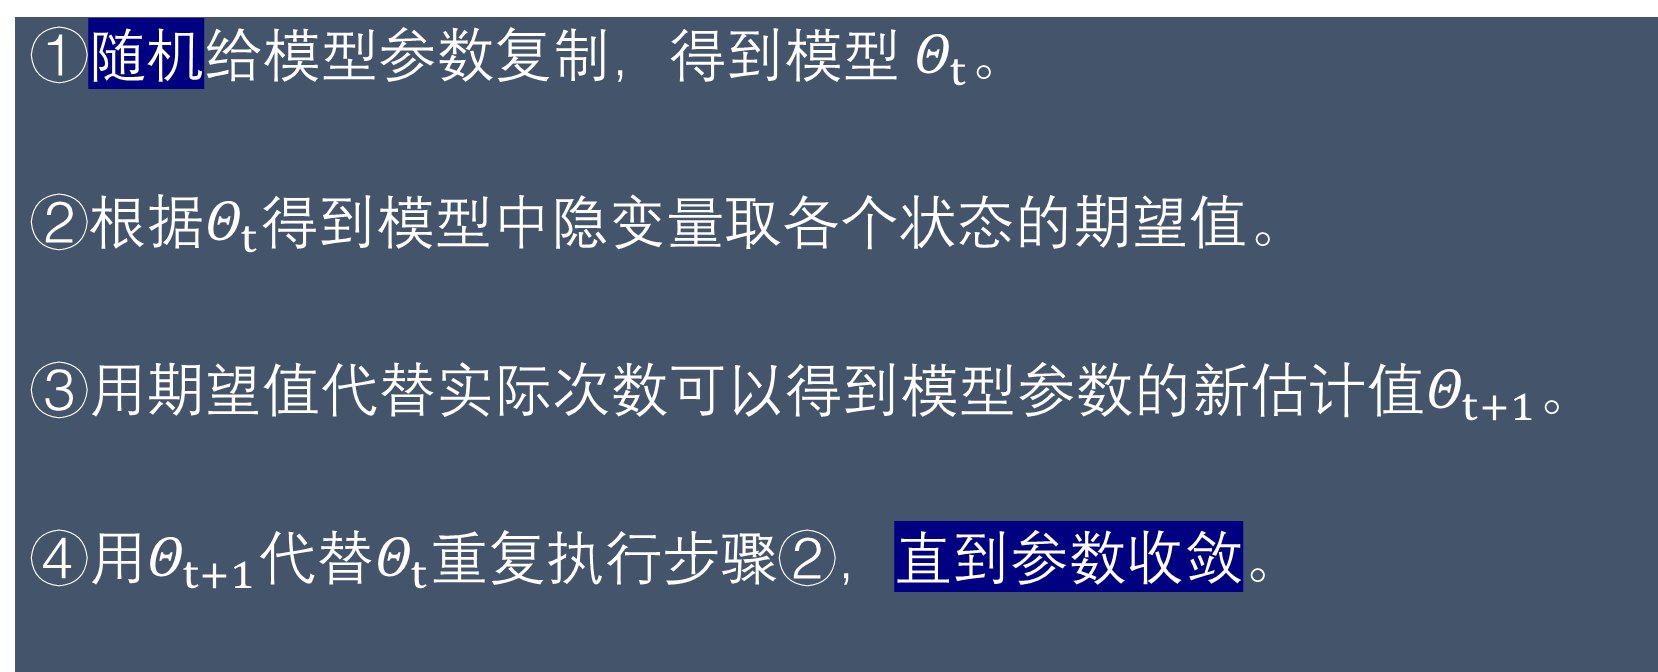 ①随机给模型参数复制，得到模型 Θt。
②根据Θt得到模型中隐变量取各个状态的期望值。
③用期望值代替实际次数可以得到模型参数的新估计值Θt+1。
④用Θt+1代替Θt重复执行步骤②，直到参数收敛。